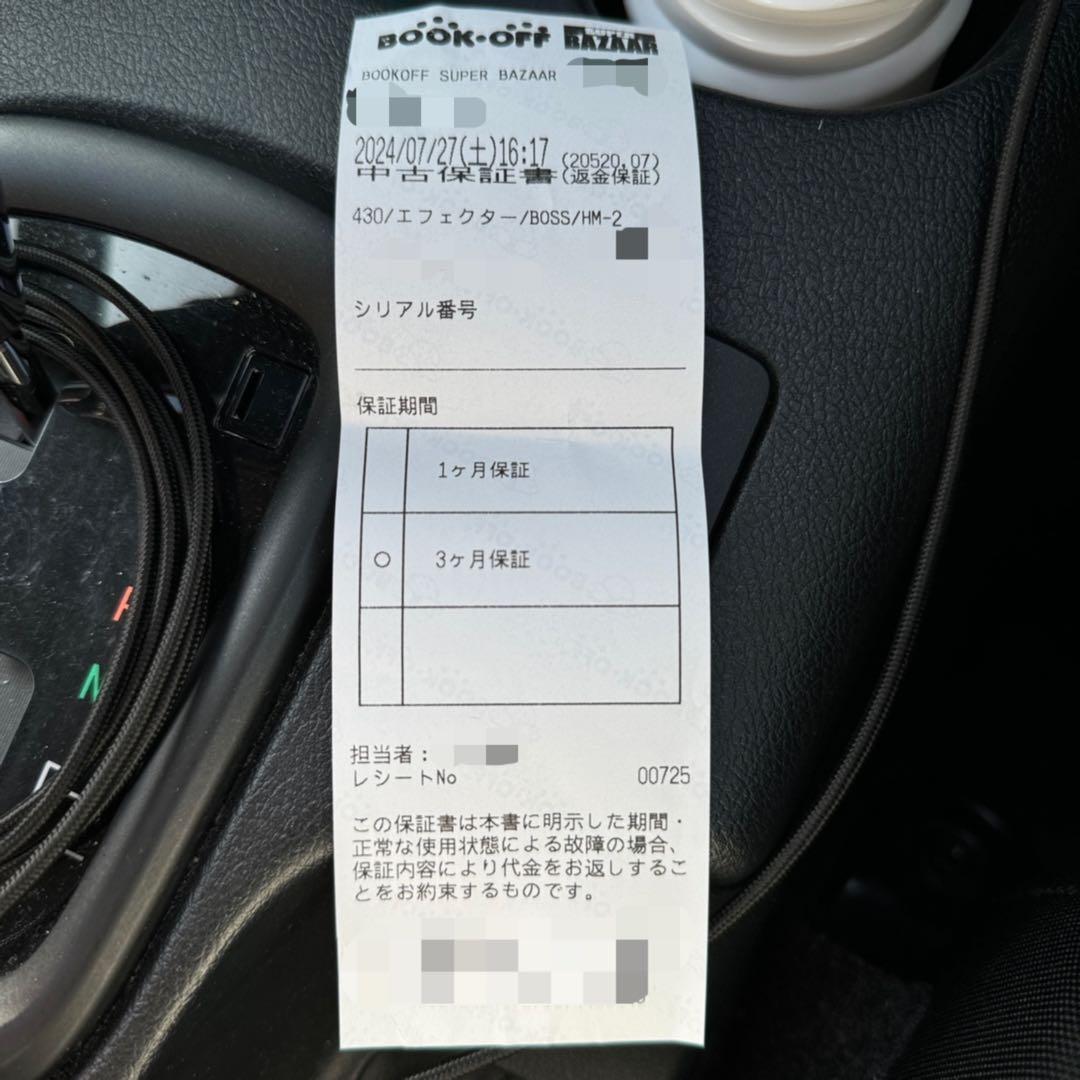 BOOK-OFF SUPER BAZAAR
BOOKOFF SUPER BAZAAR
2024/07/27(土)16:17 (20520,07)
中古保証書(返金保証)
430/エフェクター/BOSS/HM-2
シリアル番号
保証期間
1ヶ月保証
○ 3ヶ月保証
担当者：
レシートNo 00725
この保証書は本書に明示した期間・
正常な使用状態による故障の場合、
保証内容により代金をお返しするこ
とをお約束するものです。
N